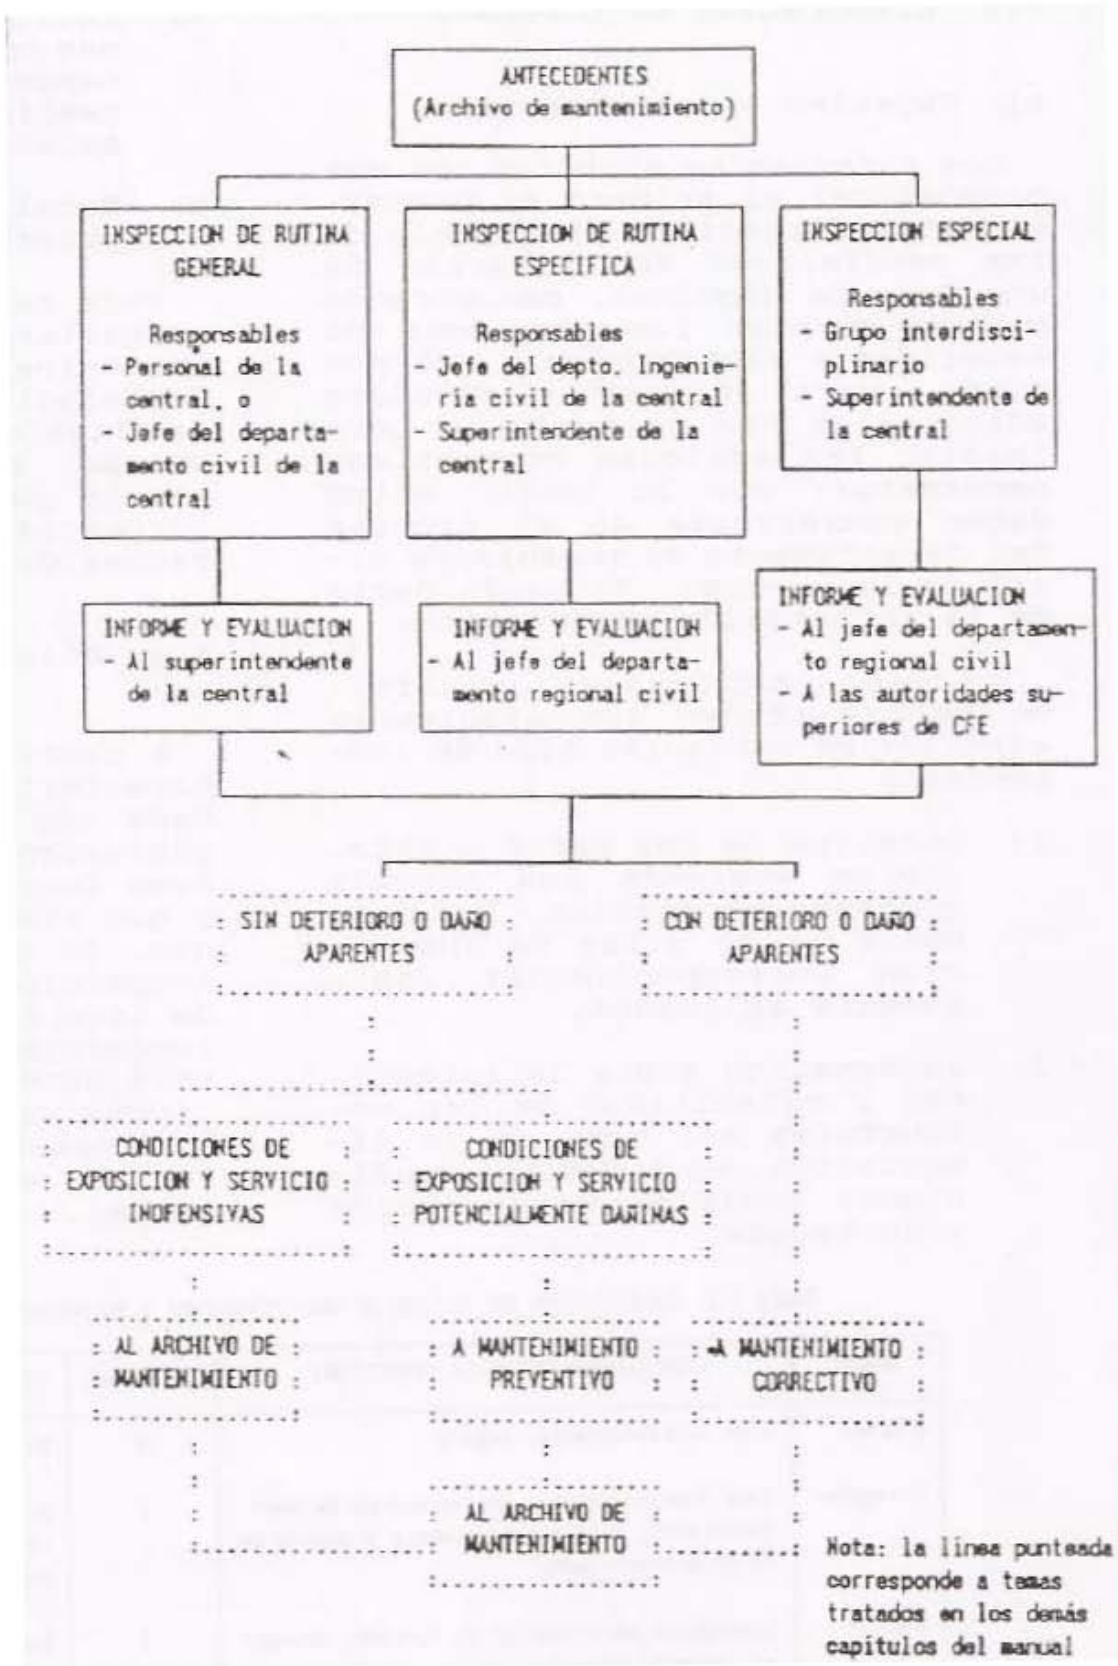 ANTECEDENTES
(Archivo de mantenimiento)
INSPECCION DE RUTINA
GENERAL
Responsables
- Personal de la
central, o
- Jefe del departa-
mento civil de la
central
INSPECCION DE RUTINA
ESPECIFICA
Responsables
- Jefe del depto. Ingenie-
ría civil de la central
- Superintendente de la
central
INSPECCION ESPECIAL
Responsables
- Grupo interdisci-
plinario
- Superintendente de
la central
INFORME Y EVALUACION
- Al superintendente
de la central
INFORME Y EVALUACION
- Al jefe del departa-
mento regional civil
INFORME Y EVALUACION
- Al jefe del departamen-
to regional civil
- A las autoridades su-
periores de CFE
SIN DETERIORO O DAÑO
APARENTES
CON DETERIORO O DAÑO
APARENTES
CONDICIONES DE
EXPOSICION Y SERVICIO
INOFENSIVAS
CONDICIONES DE
EXPOSICION Y SERVICIO
POTENCIALMENTE DAÑINAS
AL ARCHIVO DE
MANTENIMIENTO
A MANTENIMIENTO
PREVENTIVO
A MANTENIMIENTO
CORRECTIVO
AL ARCHIVO DE
MANTENIMIENTO
Nota: la línea punteada
corresponde a temas
tratados en los demás
capitulos del manual